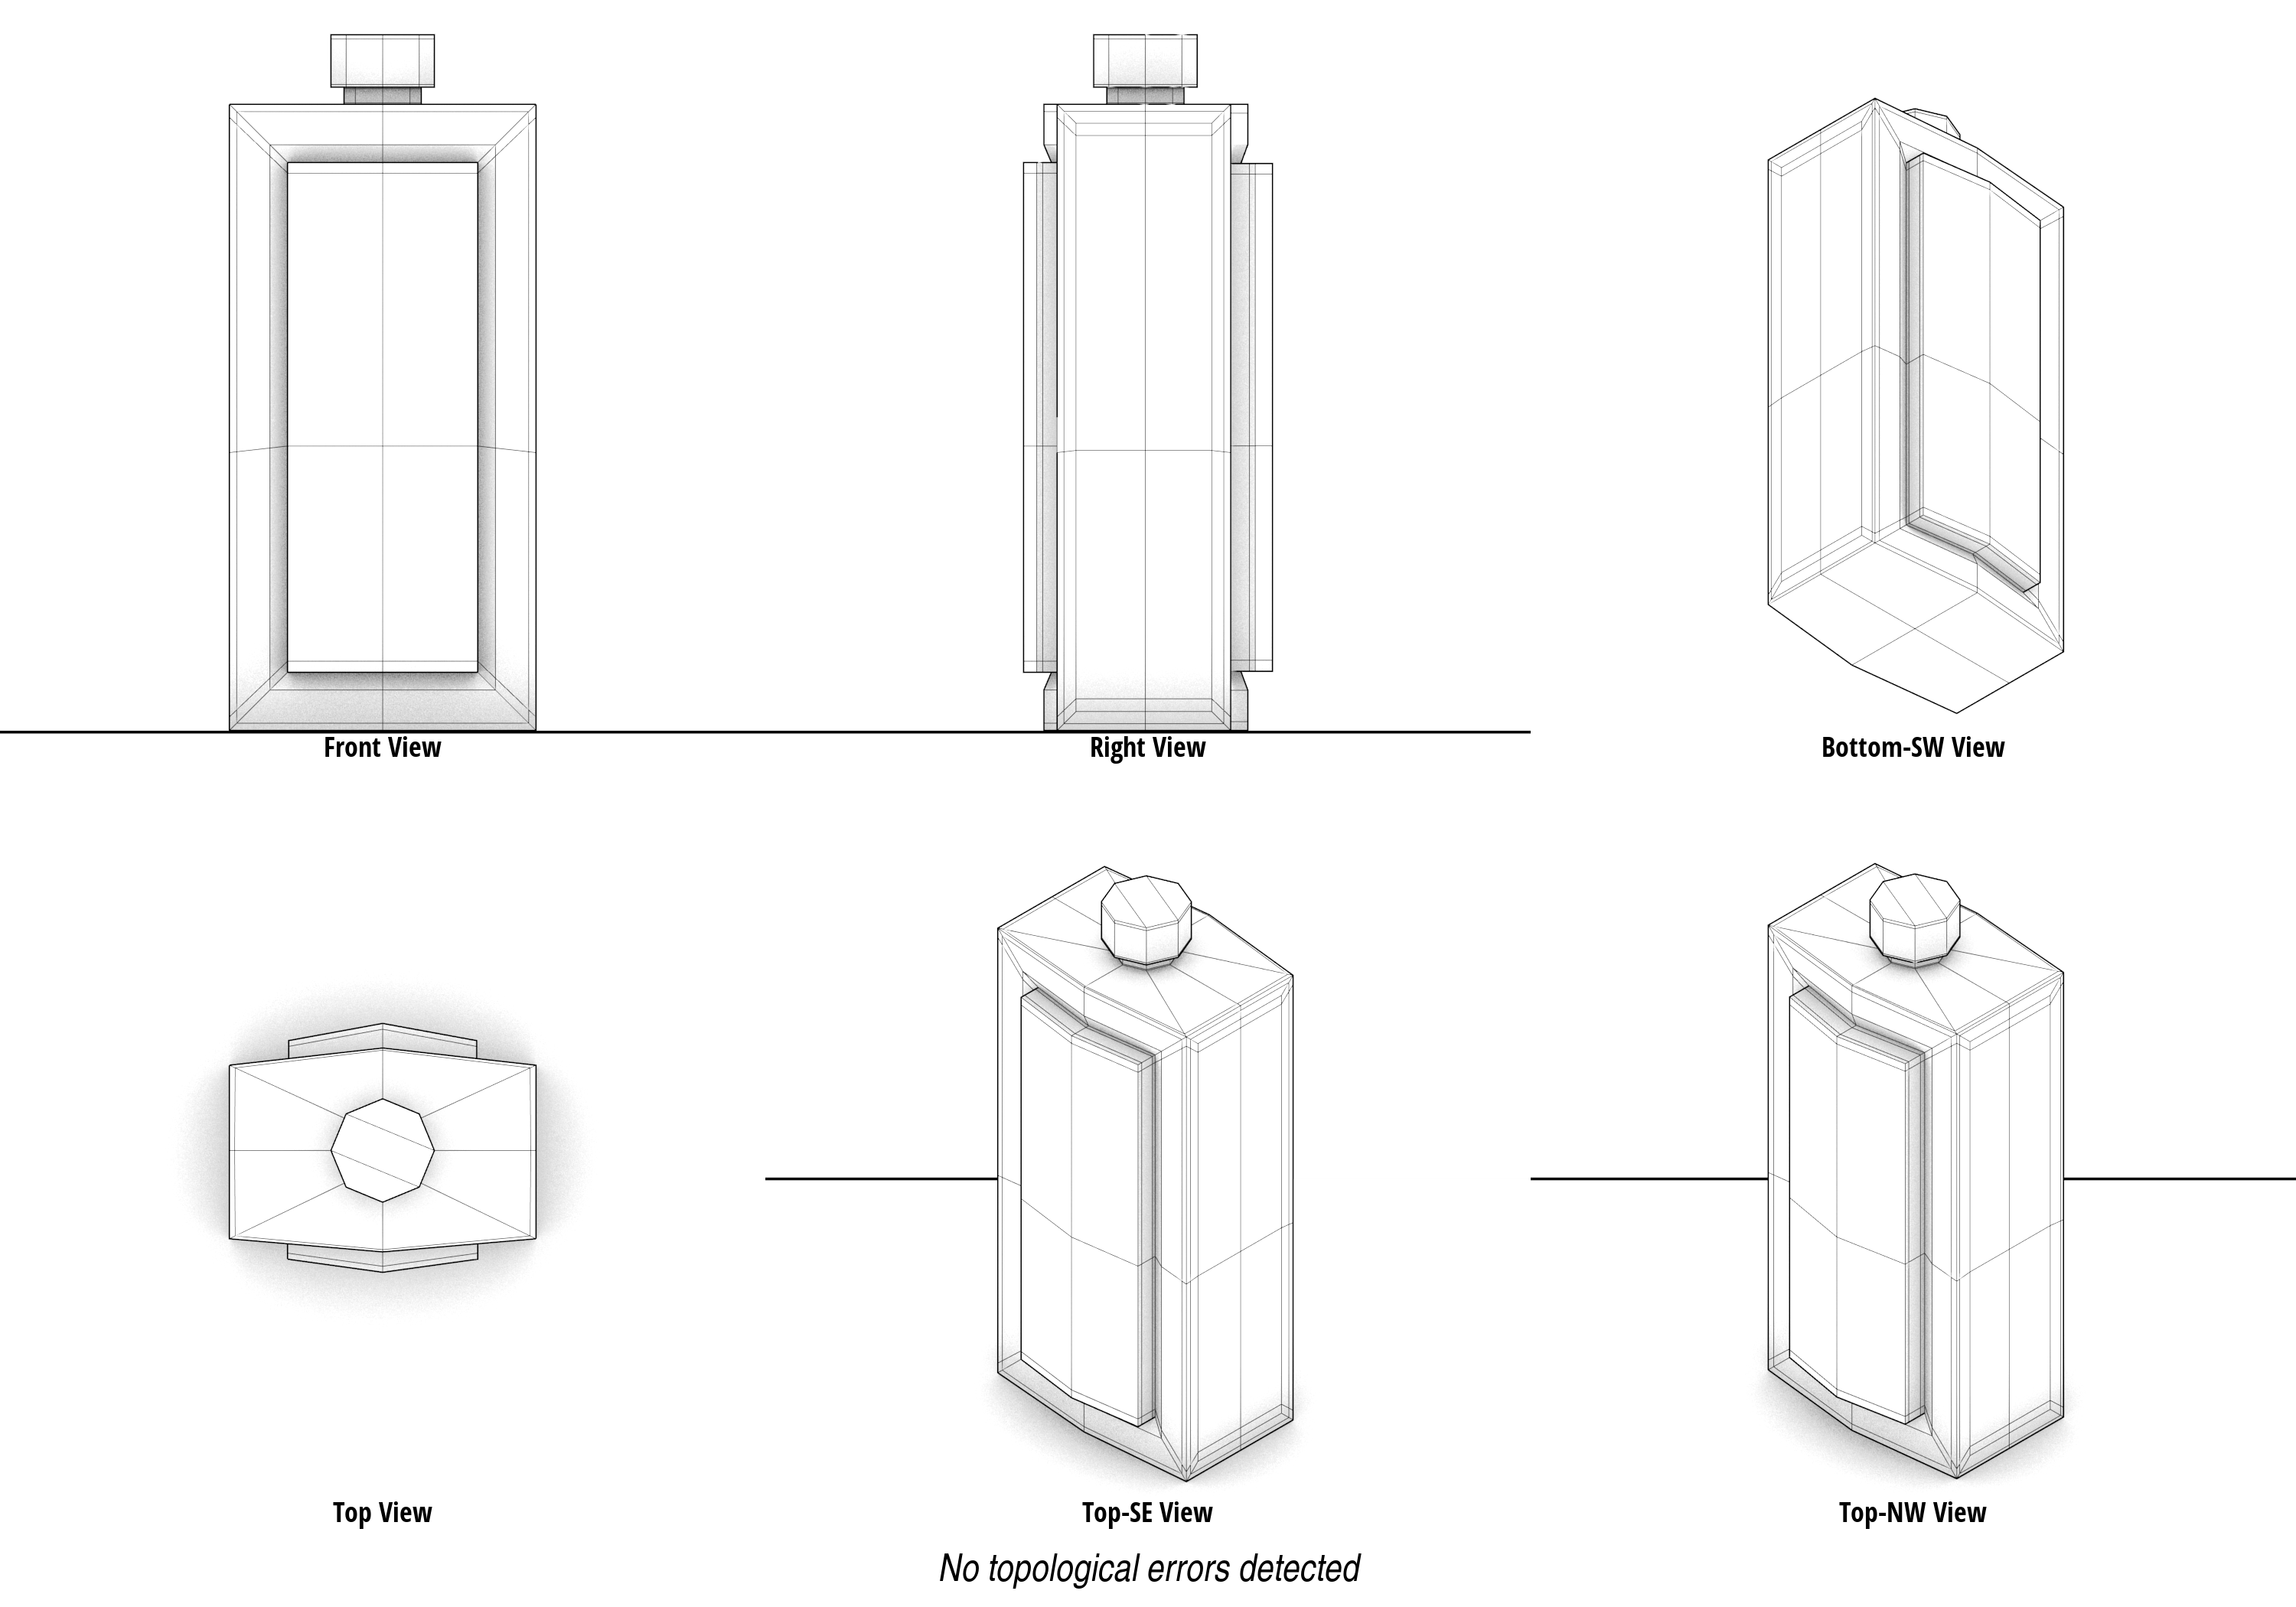 Front View
Right View
Bottom-SW View
Top View
Top-SE View
Top-NW View
No topological errors detected